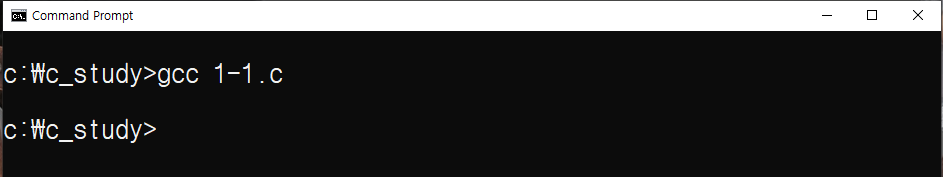 Command Prompt
c:₩c_study>gcc 1-1.c
c:₩c_study>